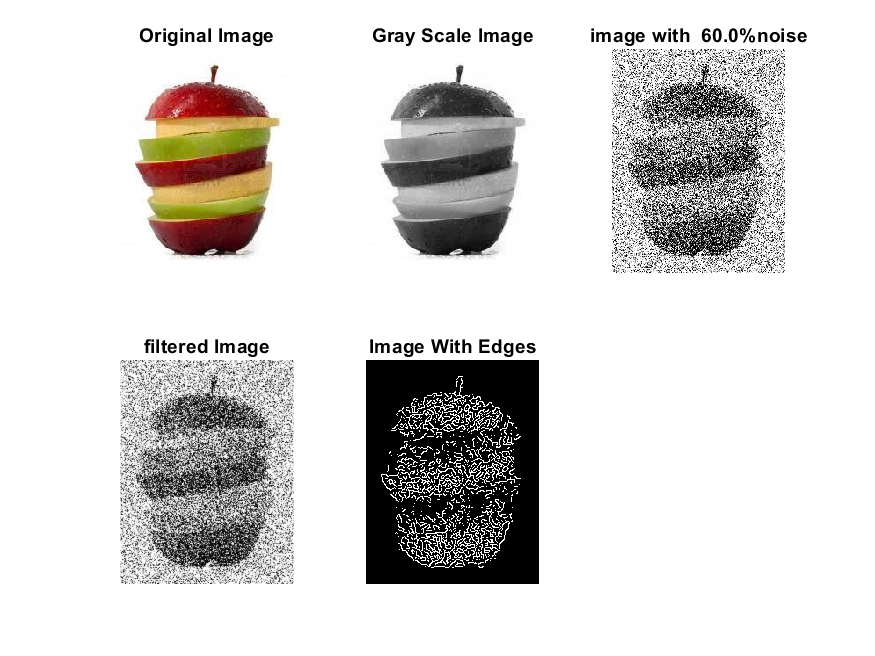 Original Image
Gray Scale Image
image with  60.0%noise
filtered Image
Image With Edges